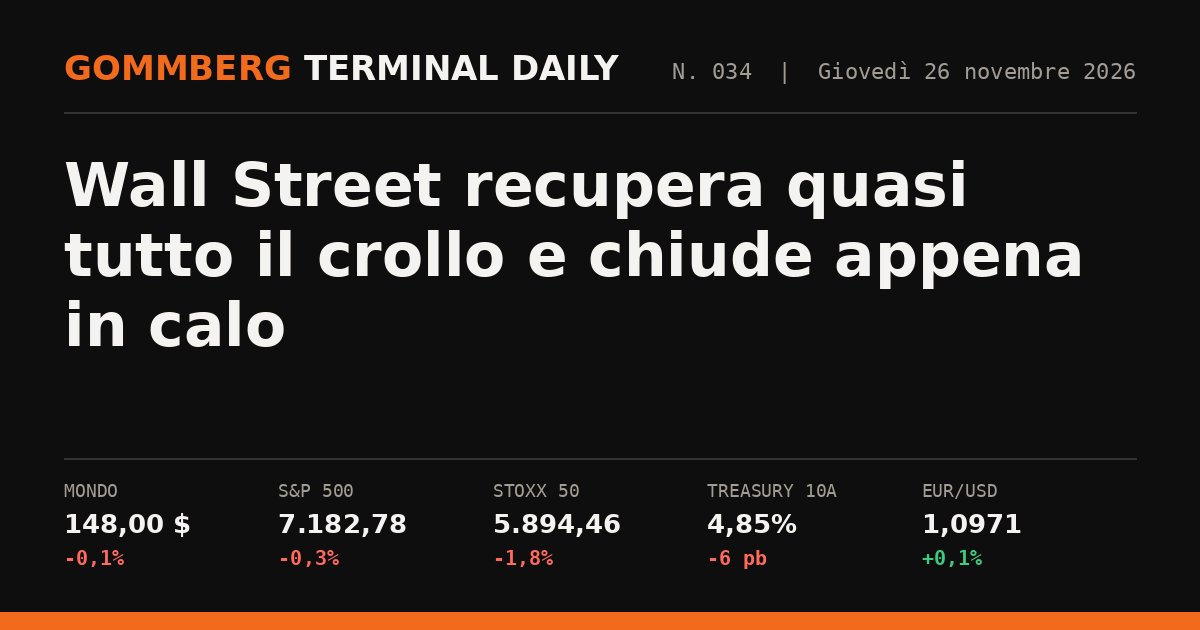 GOMMBERG TERMINAL DAILY N. 034 | Giovedì 26 novembre 2026
Wall Street recupera quasi
tutto il crollo e chiude appena
in calo
MONDO S&P 500 STOXX 50 TREASURY 10A EUR/USD
148,00 $ 7.182,78 5.894,46 4,85% 1,0971
-0,1% -0,3% -1,8% -6 pb +0,1%